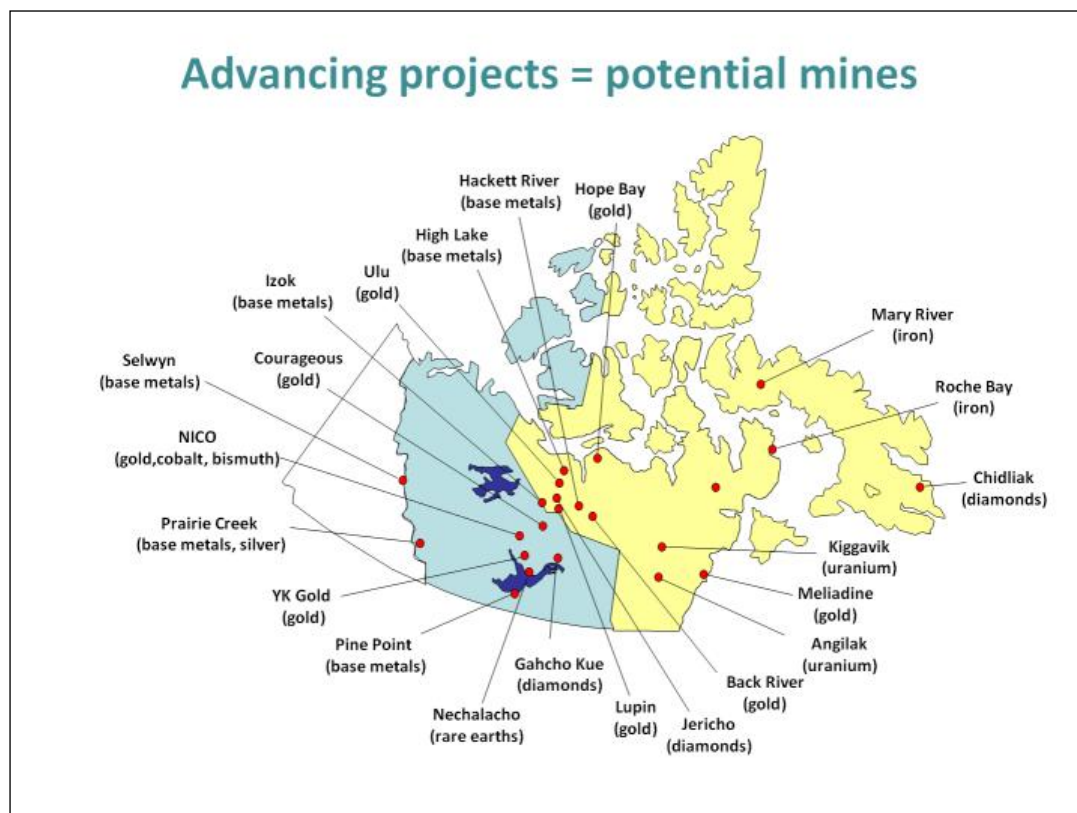 Advancing projects = potential mines
Hackett River
(base metals)
Hope Bay
(gold)
High Lake
(base metals)
Ulu
(gold)
Izok
(base metals)
Courageous
(gold)
Selwyn
(base metals)
NICO
(gold,cobalt, bismuth)
Prairie Creek
(base metals, silver)
YK Gold
(gold)
Pine Point
(base metals)
Nechalacho
(rare earths)
Gahcho Kue
(diamonds)
Lupin
(gold)
Jericho
(diamonds)
Back River
(gold)
Angilak
(uranium)
Meliadine
(gold)
Kiggavik
(uranium)
Chidliak
(diamonds)
Roche Bay
(iron)
Mary River
(iron)